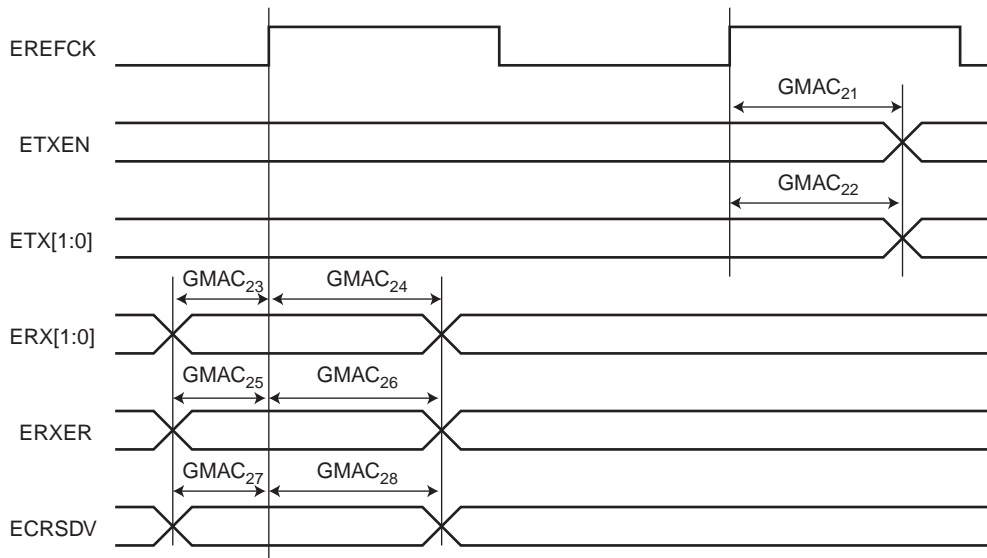 EREFCK
GMAC21
ETXEN
GMAC22
ETX[1:0]
GMAC23
GMAC24
ERX[1:0]
GMAC25
GMAC26
ERXER
GMAC27
GMAC28
ECRSDV